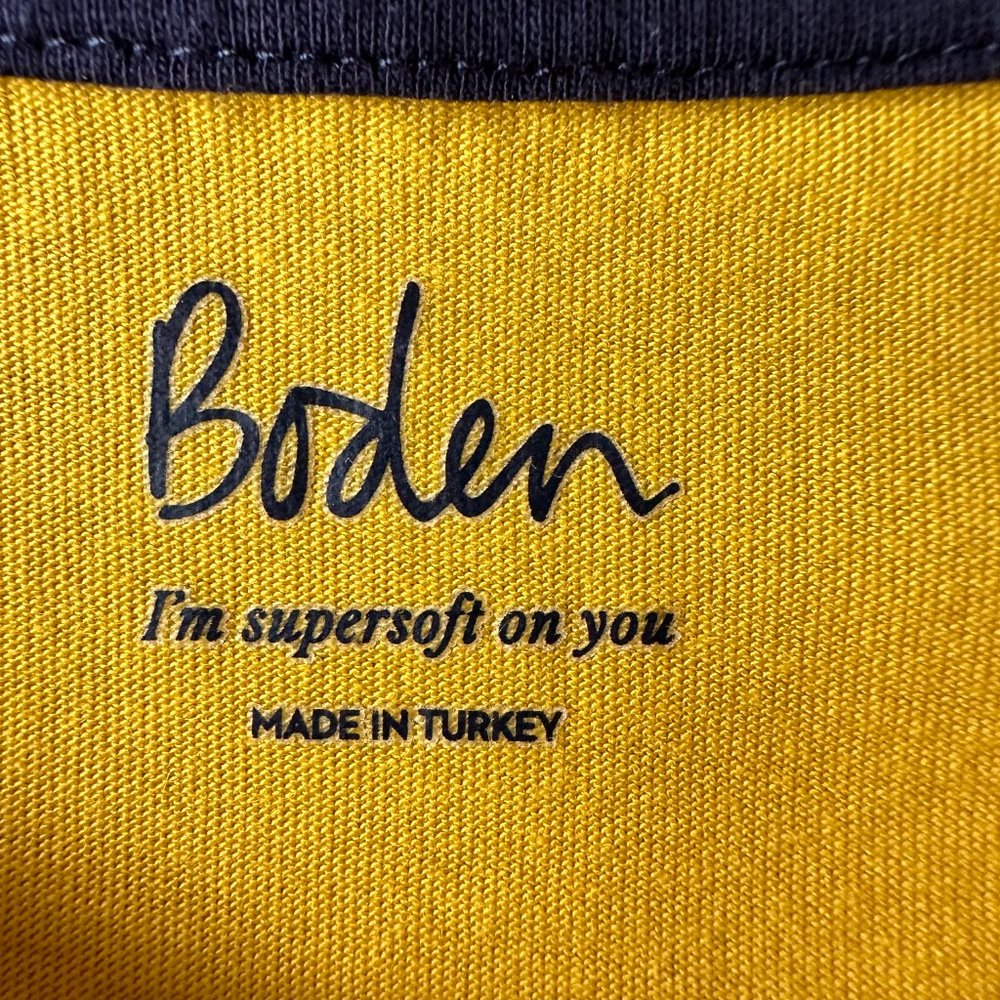 Boden
I'm supersoft on you
MADE IN TURKEY